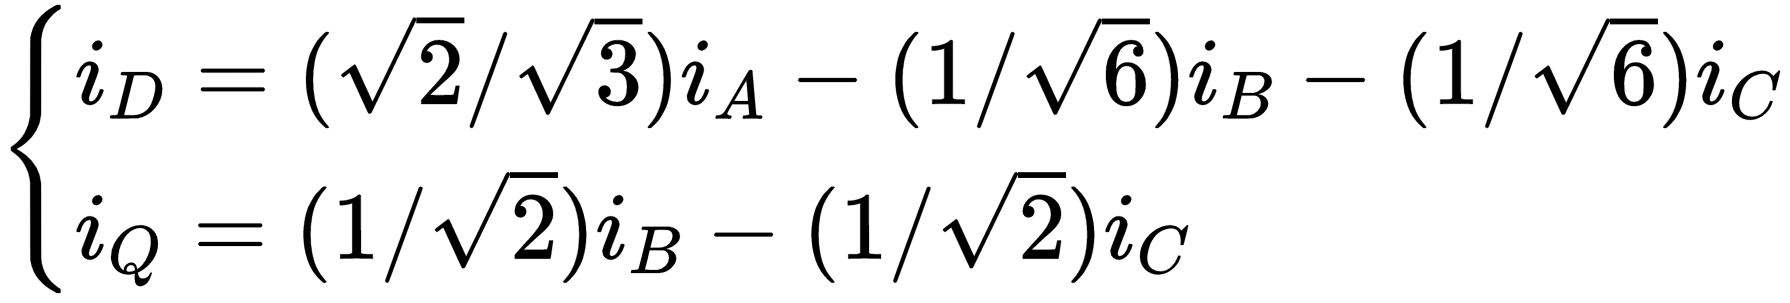 i_D = (√2/√3)i_A − (1/√6)i_B − (1/√6)i_C
i_Q = (1/√2)i_B − (1/√2)i_C